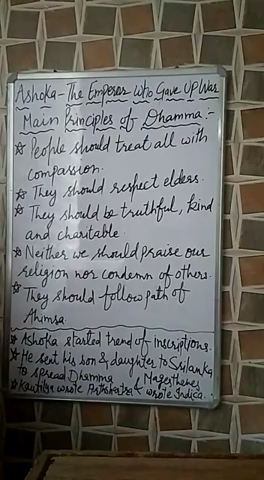 Ashoka-The Emperor who Gave Up War
Main Principles of Dhamma:-
☆ People should treat all with
compassion.
☆ They should respect elders.
☆ They should be truthful, kind
and charitable.
☆ Neither we should praise our
religion nor condemn of others.
☆ They should follow path of
Ahimsa.
☆ Ashoka started trend of Inscriptions.
☆ He sent his son & daughter to Srilanka
to spread Dhamma
☆ Kautilya wrote & Magesthenes wrote Indica.